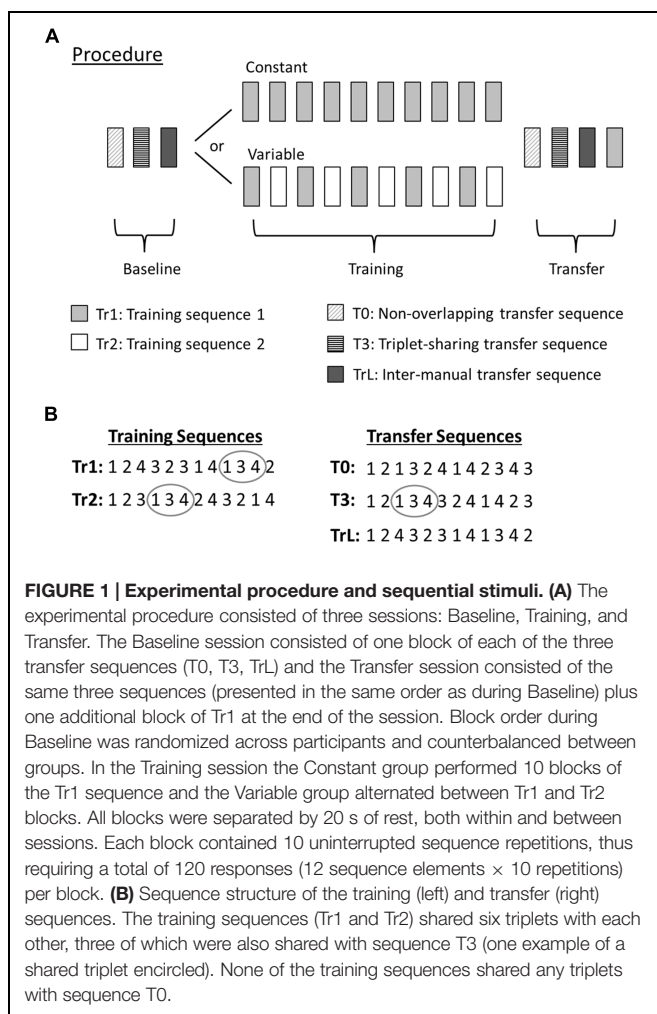 A
Procedure
Constant
or
Variable
Baseline
Training
Transfer
Tr1: Training sequence 1
Tr2: Training sequence 2
T0: Non-overlapping transfer sequence
T3: Triplet-sharing transfer sequence
TrL: Inter-manual transfer sequence
B
Training Sequences
Tr1: 1 2 4 3 2 3 1 4 1 3 4 2
Tr2: 1 2 3 1 3 4 2 4 3 2 1 4
Transfer Sequences
T0: 1 2 1 3 2 4 1 4 2 3 4 3
T3: 1 2 1 3 4 3 2 4 1 4 2 3
TrL: 1 2 4 3 2 3 1 4 1 3 4 2
FIGURE 1 | Experimental procedure and sequential stimuli. (A) The
experimental procedure consisted of three sessions: Baseline, Training, and
Transfer. The Baseline session consisted of one block of each of the three
transfer sequences (T0, T3, TrL) and the Transfer session consisted of the
same three sequences (presented in the same order as during Baseline) plus
one additional block of Tr1 at the end of the session. Block order during
Baseline was randomized across participants and counterbalanced between
groups. In the Training session the Constant group performed 10 blocks of
the Tr1 sequence and the Variable group alternated between Tr1 and Tr2
blocks. All blocks were separated by 20 s of rest, both within and between
sessions. Each block contained 10 uninterrupted sequence repetitions, thus
requiring a total of 120 responses (12 sequence elements × 10 repetitions)
per block. (B) Sequence structure of the training (left) and transfer (right)
sequences. The training sequences (Tr1 and Tr2) shared six triplets with each
other, three of which were also shared with sequence T3 (one example of a
shared triplet encircled). None of the training sequences shared any triplets
with sequence T0.